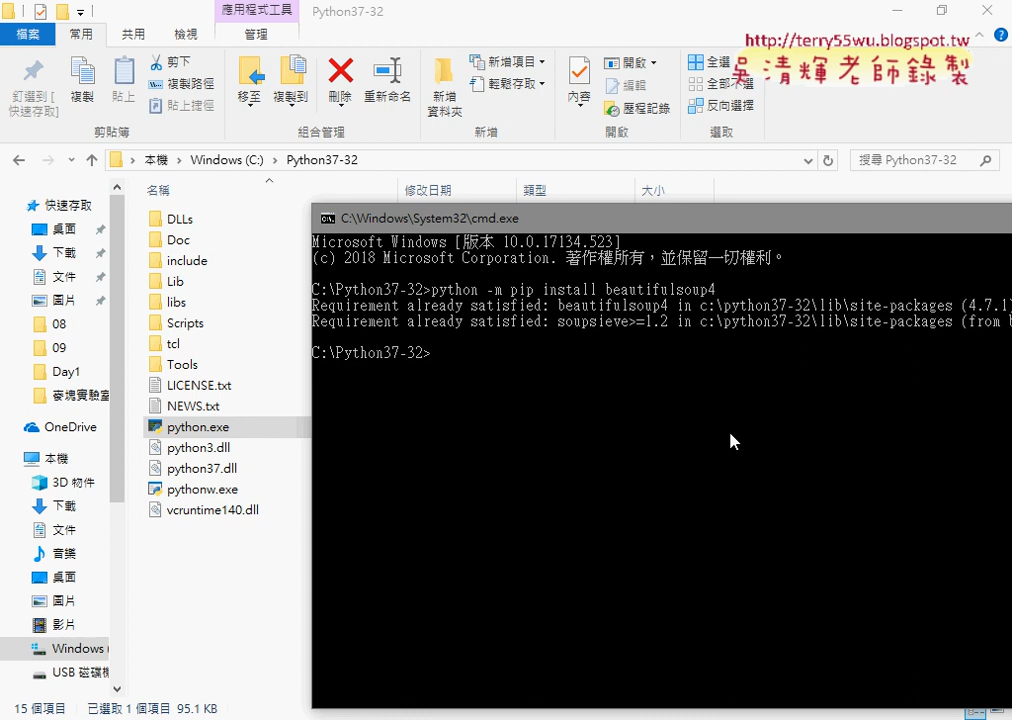 應用程式工具
Python37-32
檔案
常用
共用
檢視
管理
http://terry55wu.blogspot.tw
吳清輝老師錄製
釘選到 [
快速存取]
複製
貼上
剪下
複製路徑
貼上捷徑
剪貼簿
移至
複製到
刪除
重新命名
組合管理
新增
資料夾
新增項目
輕鬆存取
新增
內容
開啟
編輯
歷程記錄
開啟
全選
全部不選
反向選擇
選取
本機 > Windows (C:) > Python37-32
搜尋 Python37-32
名稱
修改日期
類型
大小
快速存取
桌面
下載
文件
圖片
08
09
Day1
豪塊實驗室
OneDrive
本機
3D 物件
下載
文件
音樂
桌面
圖片
影片
Windows (
USB 磁碟機
DLLs
Doc
include
Lib
libs
Scripts
tcl
Tools
LICENSE.txt
NEWS.txt
python.exe
python3.dll
python37.dll
pythonw.exe
vcruntime140.dll
C:\Windows\System32\cmd.exe
Microsoft Windows [版本 10.0.17134.523]
(c) 2018 Microsoft Corporation. 著作權所有，並保留一切權利。
C:\Python37-32>python -m pip install beautifulsoup4
Requirement already satisfied: beautifulsoup4 in c:\python37-32\lib\site-packages (4.7.1)
Requirement already satisfied: soupsieve>=1.2 in c:\python37-32\lib\site-packages (from b
C:\Python37-32>
15 個項目
已選取 1 個項目 95.1 KB